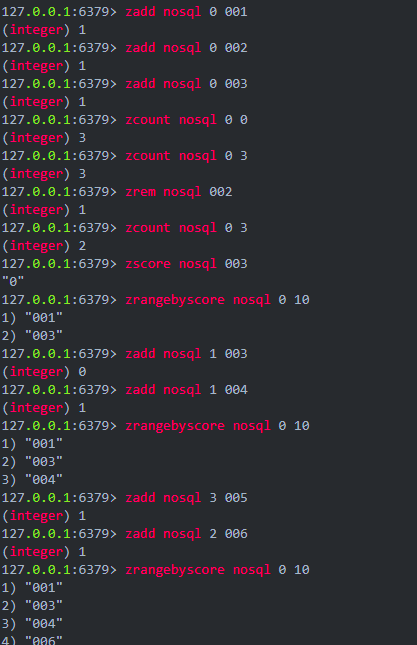 127.0.0.1:6379> zadd nosql 0 001
(integer) 1
127.0.0.1:6379> zadd nosql 0 002
(integer) 1
127.0.0.1:6379> zadd nosql 0 003
(integer) 1
127.0.0.1:6379> zcount nosql 0 0
(integer) 3
127.0.0.1:6379> zcount nosql 0 3
(integer) 3
127.0.0.1:6379> zrem nosql 002
(integer) 1
127.0.0.1:6379> zcount nosql 0 3
(integer) 2
127.0.0.1:6379> zscore nosql 003
"0"
127.0.0.1:6379> zrangebyscore nosql 0 10
1) "001"
2) "003"
127.0.0.1:6379> zadd nosql 1 003
(integer) 0
127.0.0.1:6379> zadd nosql 1 004
(integer) 1
127.0.0.1:6379> zrangebyscore nosql 0 10
1) "001"
2) "003"
3) "004"
127.0.0.1:6379> zadd nosql 3 005
(integer) 1
127.0.0.1:6379> zadd nosql 2 006
(integer) 1
127.0.0.1:6379> zrangebyscore nosql 0 10
1) "001"
2) "003"
3) "004"
4) "006"